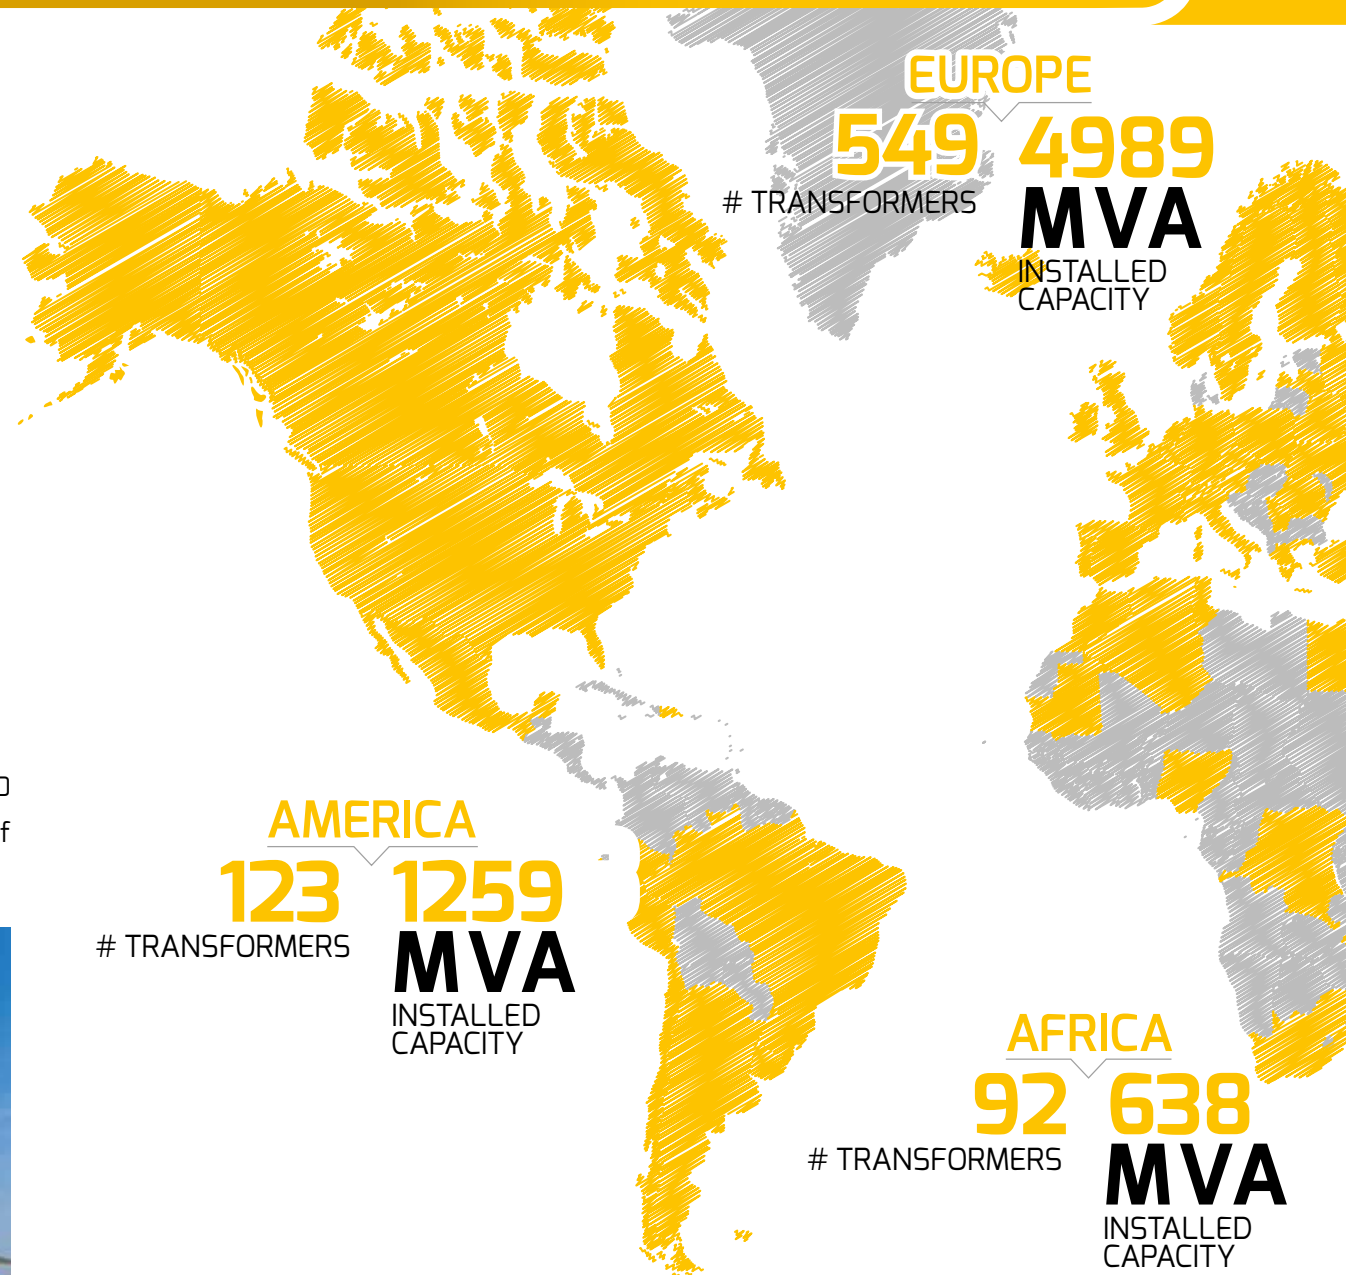 EUROPE
549 4989
# TRANSFORMERS
MVA
INSTALLED
CAPACITY
f
AMERICA
123 1259
# TRANSFORMERS
MVA
INSTALLED
CAPACITY
AFRICA
92 638
# TRANSFORMERS
MVA
INSTALLED
CAPACITY